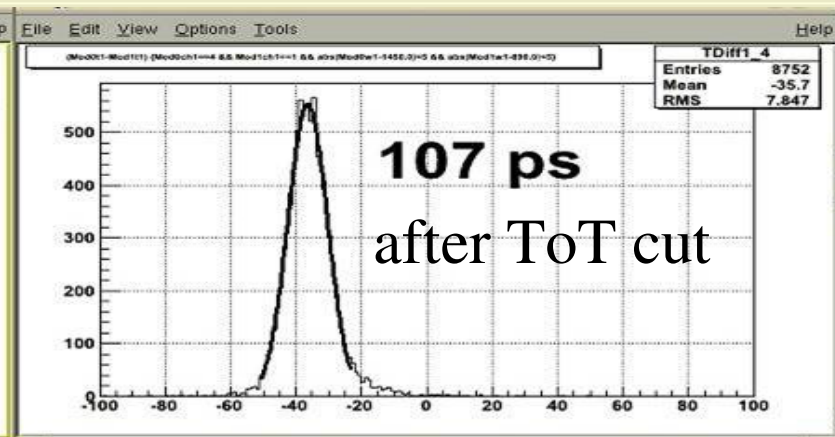 File Edit View Options Tools Help
TDiff1_4
Entries 8752
Mean -35.7
RMS 7.847
107 ps
after ToT cut
500
400
300
200
100
0
-100 -80 -60 -40 -20 0 20 40 60 80 100